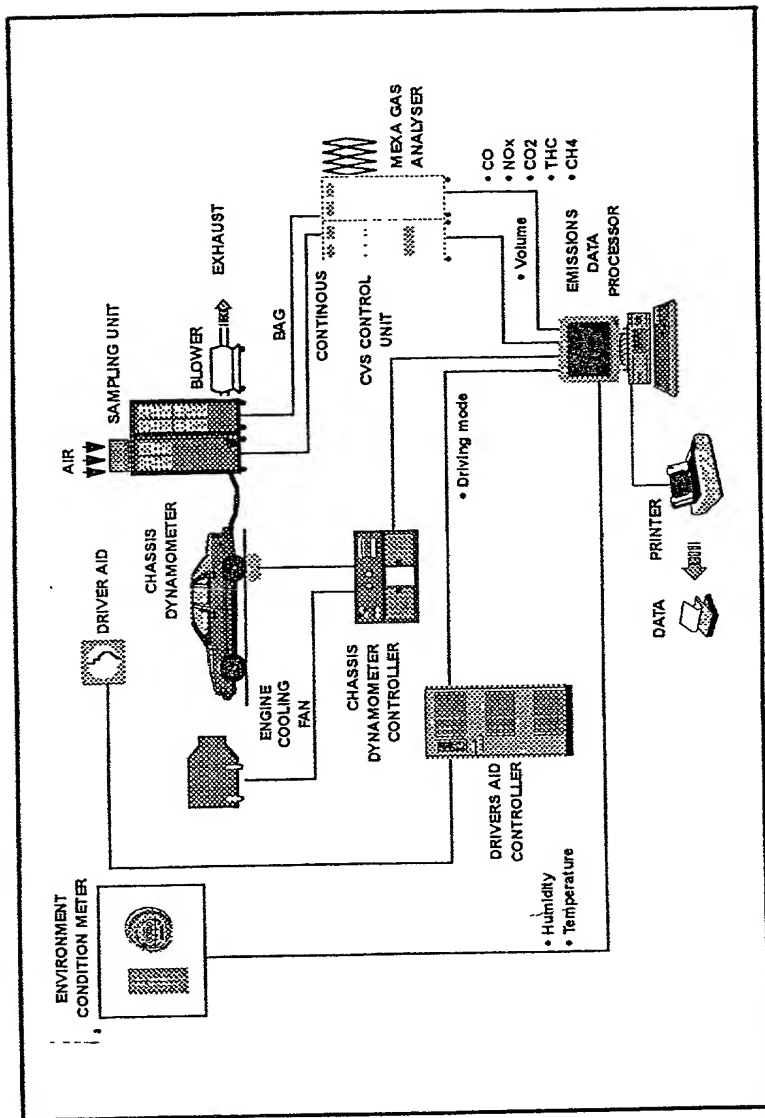 ENVIRONMENT
CONDITION METER
DRIVER AID
AIR
SAMPLING UNIT
CHASSIS
DYNAMOMETER
BLOWER
EXHAUST
ENGINE
COOLING
FAN
BAG
CONTINOUS
MEXA GAS
ANALYSER
CVS CONTROL
UNIT
CHASSIS
DYNAMOMETER
CONTROLLER
DRIVERS AID
CONTROLLER
• Humidity
• Temperature
• Driving mode
• Volume
• CO
• NOx
• CO2
• THC
• CH4
EMISSIONS
DATA
PROCESSOR
PRINTER
DATA